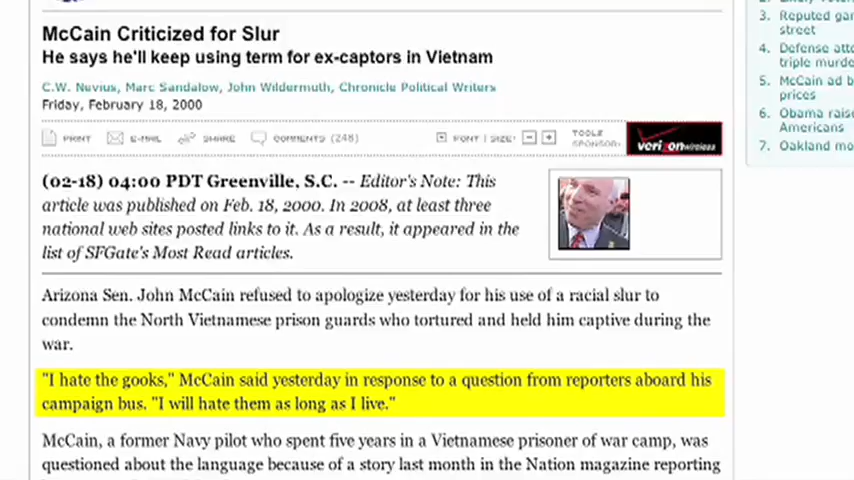 McCain Criticized for Slur
He says he'll keep using term for ex-captors in Vietnam
C.W. Nevius, Marc Sandalow, John Wildermuth, Chronicle Political Writers
Friday, February 18, 2000
PRINT E-MAIL SHARE COMMENTS (248) FONT | SIZE: TOOLS
SPONSOR: verizonwireless
(02-18) 04:00 PDT Greenville, S.C. -- Editor's Note: This
article was published on Feb. 18, 2000. In 2008, at least three
national web sites posted links to it. As a result, it appeared in the
list of SFGate's Most Read articles.
Arizona Sen. John McCain refused to apologize yesterday for his use of a racial slur to
condemn the North Vietnamese prison guards who tortured and held him captive during the
war.
"I hate the gooks," McCain said yesterday in response to a question from reporters aboard his
campaign bus. "I will hate them as long as I live."
McCain, a former Navy pilot who spent five years in a Vietnamese prisoner of war camp, was
questioned about the language because of a story last month in the Nation magazine reporting
3. Reputed gan
street
4. Defense atto
triple murde
5. McCain ad b
prices
6. Obama raise
Americans
7. Oakland mo